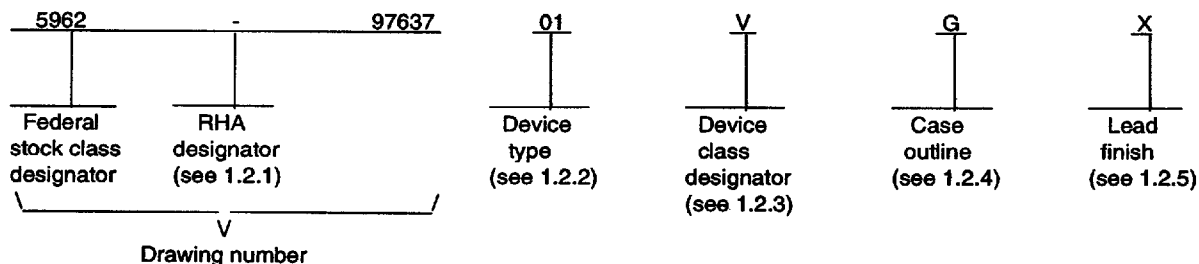 5962 - 97637 01 V G X
Federal stock class designator
RHA designator (see 1.2.1)
Device type (see 1.2.2)
Device class designator (see 1.2.3)
Case outline (see 1.2.4)
Lead finish (see 1.2.5)
V
Drawing number